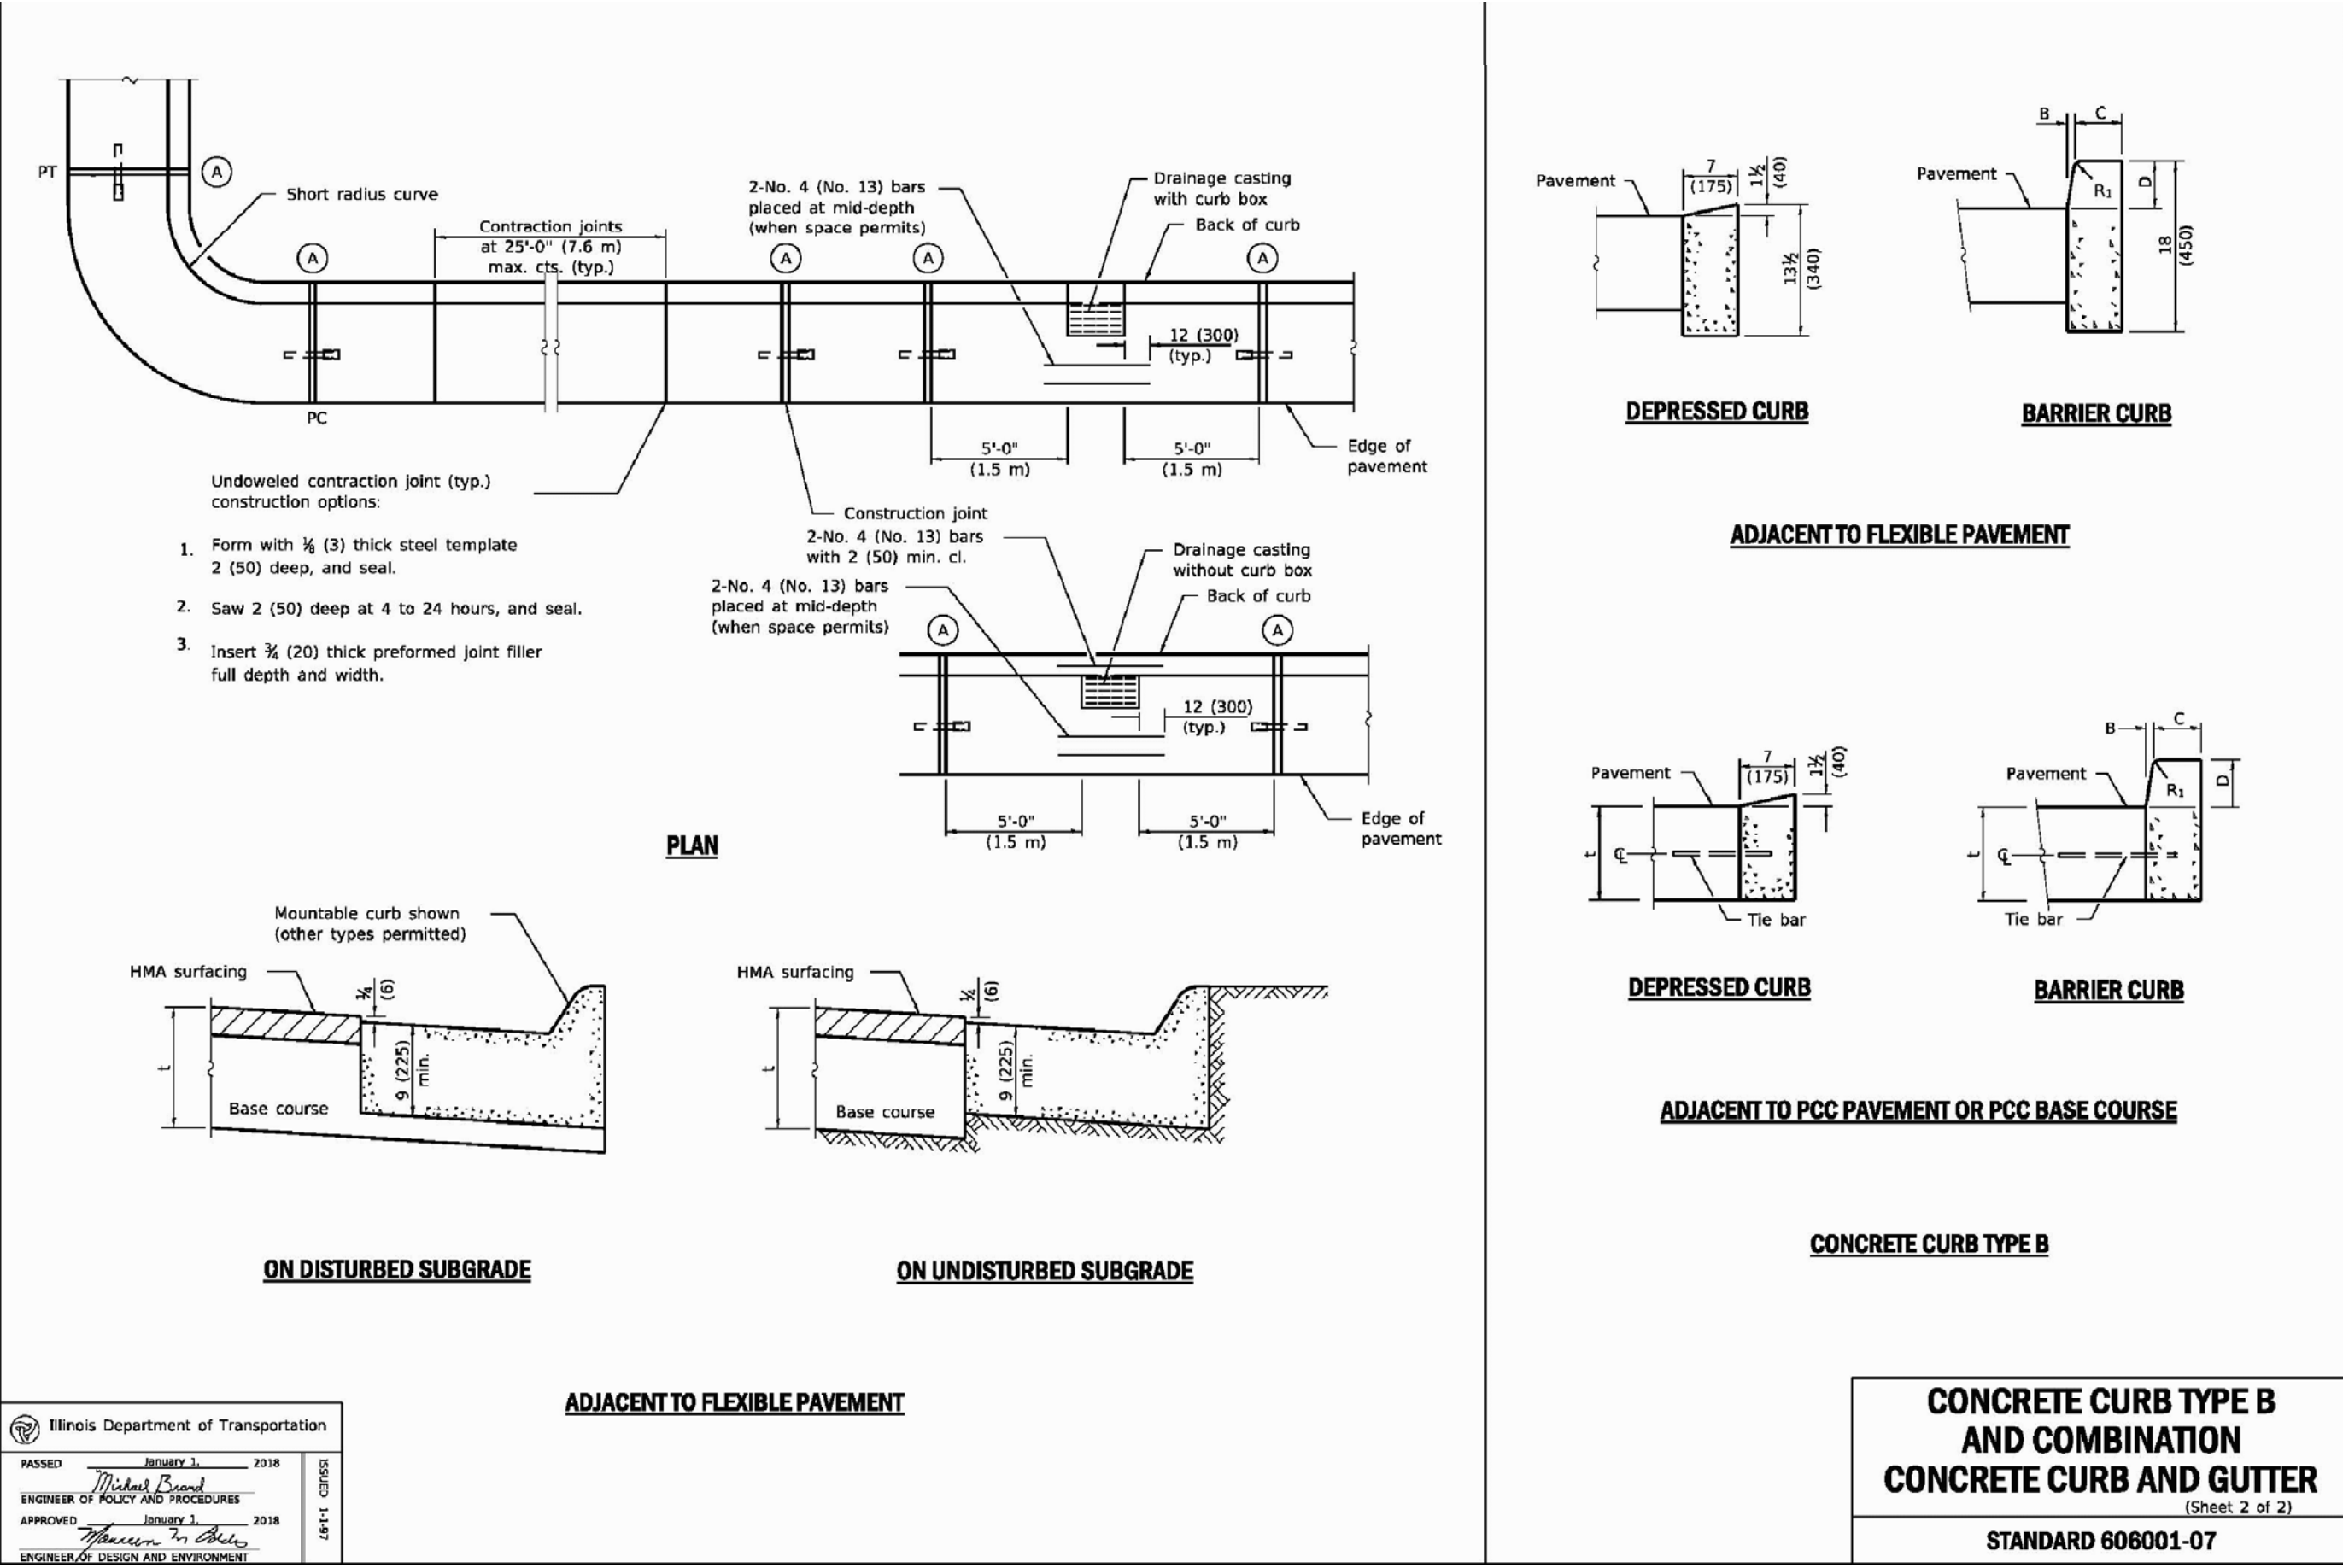 PT
A
Short radius curve
A
Contraction joints
at 25'-0" (7.6 m)
max. cts. (typ.)
2-No. 4 (No. 13) bars
placed at mid-depth
(when space permits)
A
A
Drainage casting
with curb box
Back of curb
A
12 (300)
(typ.)
PC
5'-0"
(1.5 m)
5'-0"
(1.5 m)
Edge of
pavement
Undoweled contraction joint (typ.)
construction options:
1. Form with ⅛ (3) thick steel template
2 (50) deep, and seal.
2. Saw 2 (50) deep at 4 to 24 hours, and seal.
3. Insert ¾ (20) thick preformed joint filler
full depth and width.
Construction joint
2-No. 4 (No. 13) bars
with 2 (50) min. cl.
2-No. 4 (No. 13) bars
placed at mid-depth
(when space permits)
A
Drainage casting
without curb box
Back of curb
A
12 (300)
(typ.)
5'-0"
(1.5 m)
5'-0"
(1.5 m)
Edge of
pavement
PLAN
Mountable curb shown
(other types permitted)
HMA surfacing
¼
(6)
t
9 (225)
min.
Base course
ON DISTURBED SUBGRADE
HMA surfacing
¼
(6)
t
9 (225)
min.
Base course
ON UNDISTURBED SUBGRADE
ADJACENT TO FLEXIBLE PAVEMENT
Pavement
7
(175)
1½
(40)
13½
(340)
DEPRESSED CURB
B
C
Pavement
R1
D
18
(450)
BARRIER CURB
ADJACENT TO FLEXIBLE PAVEMENT
Pavement
7
(175)
1½
(40)
t
℄
Tie bar
DEPRESSED CURB
B
C
Pavement
R1
D
t
℄
Tie bar
BARRIER CURB
ADJACENT TO PCC PAVEMENT OR PCC BASE COURSE
CONCRETE CURB TYPE B
Illinois Department of Transportation
PASSED January 1, 2018
Michael Brand
ENGINEER OF POLICY AND PROCEDURES
APPROVED January 1, 2018
ENGINEER OF DESIGN AND ENVIRONMENT
ISSUED 1-1-97
CONCRETE CURB TYPE B
AND COMBINATION
CONCRETE CURB AND GUTTER
(Sheet 2 of 2)
STANDARD 606001-07